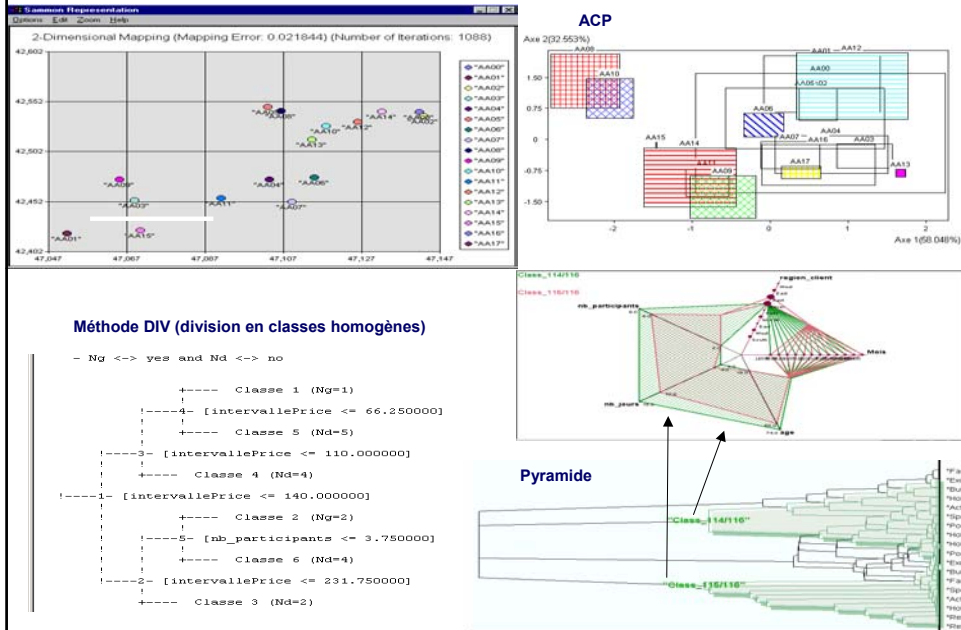 Sammon Representation
Options Edit Zoom Help
2-Dimensional Mapping (Mapping Error: 0.021844) (Number of Iterations: 1088)
42,602
42,552
42,502
42,452
42,402
47,047
47,067
47,087
47,107
47,127
47,147
"AA08"
"AA10"
"AA12"
"AA14"
"AA02"
"AA13"
"AA09"
"AA03"
"AA11"
"AA04"
"AA06"
"AA07"
"AA01"
"AA15"
"AA00"
"AA01"
"AA02"
"AA03"
"AA04"
"AA05"
"AA06"
"AA07"
"AA08"
"AA09"
"AA10"
"AA11"
"AA12"
"AA13"
"AA14"
"AA15"
"AA16"
"AA17"
ACP
Axe 2(32.553%)
AA08
AA10
AA01
AA12
AA00
AA06
AA04
AA07
AA16
AA03
AA15
AA14
AA11
AA09
AA17
AA13
1.50
0.75
0
-0.75
-1.50
-2
-1
0
1
2
Axe 1(58.048%)
Méthode DIV (division en classes homogènes)
- Ng <-> yes and Nd <-> no
+---- Classe 1 (Ng=1)
!----4- [intervallePrice <= 66.250000]
+---- Classe 5 (Nd=5)
!----3- [intervallePrice <= 110.000000]
+---- Classe 4 (Nd=4)
!----1- [intervallePrice <= 140.000000]
+---- Classe 2 (Ng=2)
!----5- [nb_participants <= 3.750000]
+---- Classe 6 (Nd=4)
!----2- [intervallePrice <= 231.750000]
+---- Classe 3 (Nd=2)
Class_114/116
Class_115/116
region_client
nb_participants
Mois
nb_jours
age
Pyramide
"Class_114/116"
"Class_115/116"